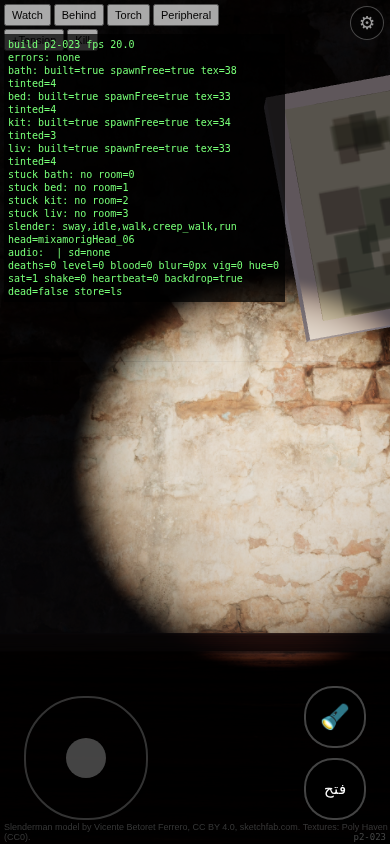 Watch Behind Torch Peripheral
build p2-023 fps 20.0
errors: none
bath: built=true spawnFree=true tex=38
tinted=4
bed: built=true spawnFree=true tex=33
tinted=4
kit: built=true spawnFree=true tex=34
tinted=3
liv: built=true spawnFree=true tex=33
tinted=4
stuck bath: no room=0
stuck bed: no room=1
stuck kit: no room=2
stuck liv: no room=3
slender: sway,idle,walk,creep_walk,run
head=mixamorigHead_06
audio:  | sd=none
deaths=0 level=0 blood=0 blur=0px vig=0 hue=0
sat=1 shake=0 heartbeat=0 backdrop=true
dead=false store=ls
فتح
Slenderman model by Vicente Betoret Ferrero, CC BY 4.0, sketchfab.com. Textures: Poly Haven
(CC0).
p2-023